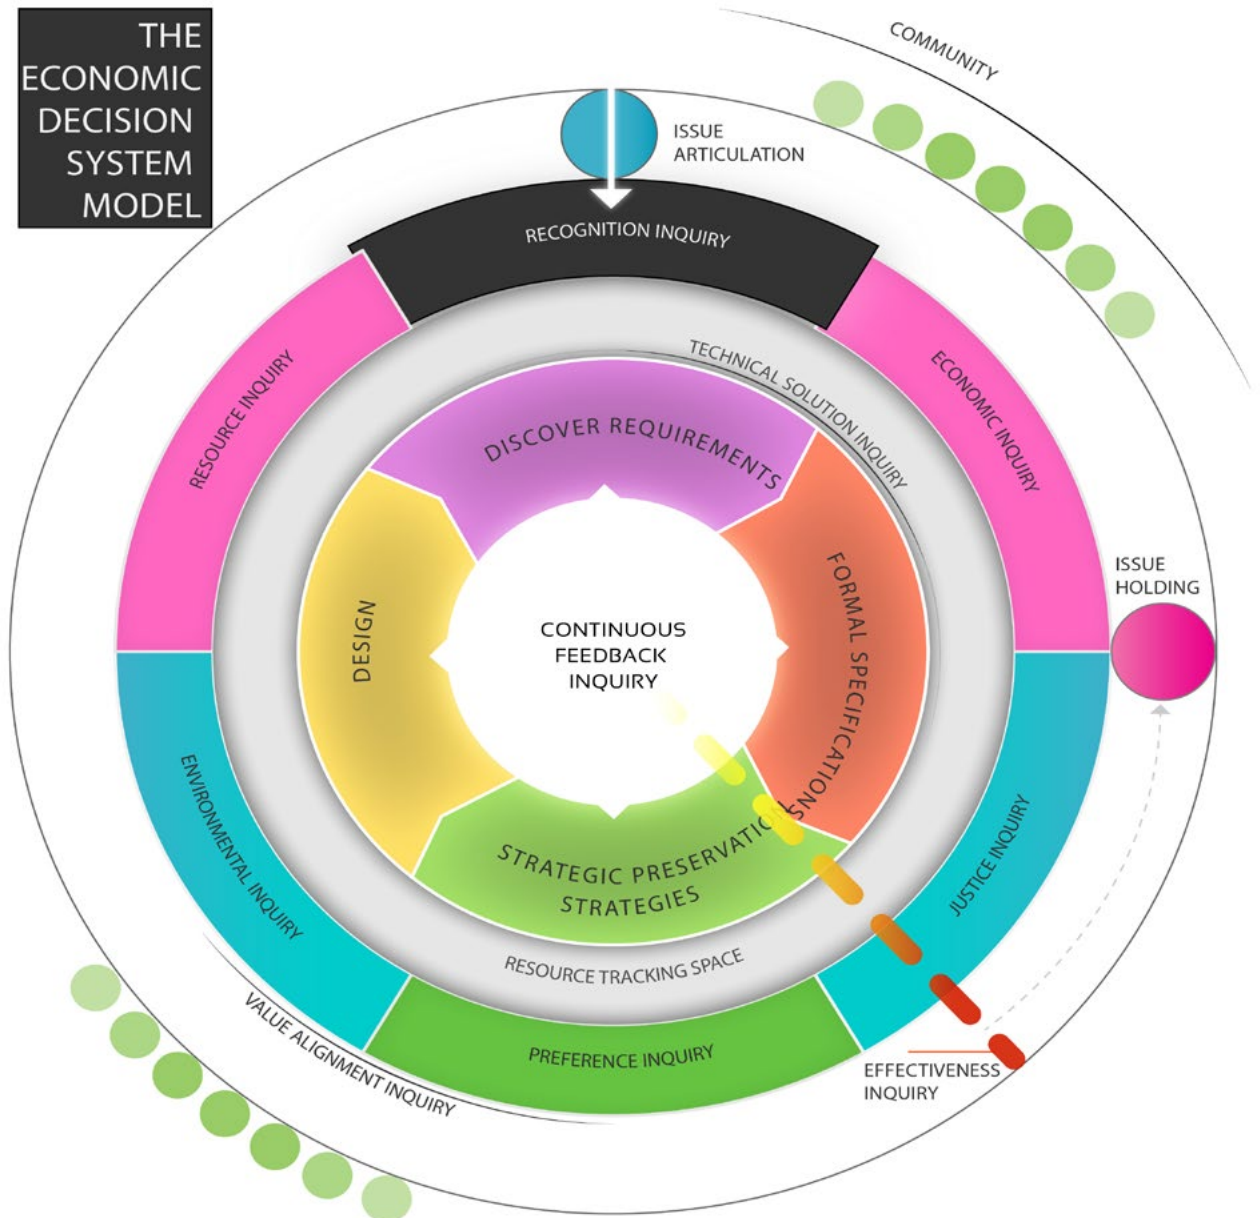 THE
ECONOMIC
DECISION
SYSTEM
MODEL
COMMUNITY
ISSUE
ARTICULATION
RECOGNITION INQUIRY
RESOURCE INQUIRY
TECHNICAL SOLUTION INQUIRY
ECONOMIC INQUIRY
DISCOVER REQUIREMENTS
FORMAL SPECIFICATIONS
DESIGN
CONTINUOUS
FEEDBACK
INQUIRY
ISSUE
HOLDING
ENVIRONMENTAL INQUIRY
JUSTICE INQUIRY
STRATEGIC PRESERVATION
STRATEGIES
RESOURCE TRACKING SPACE
VALUE ALIGNMENT INQUIRY
PREFERENCE INQUIRY
EFFECTIVENESS
INQUIRY